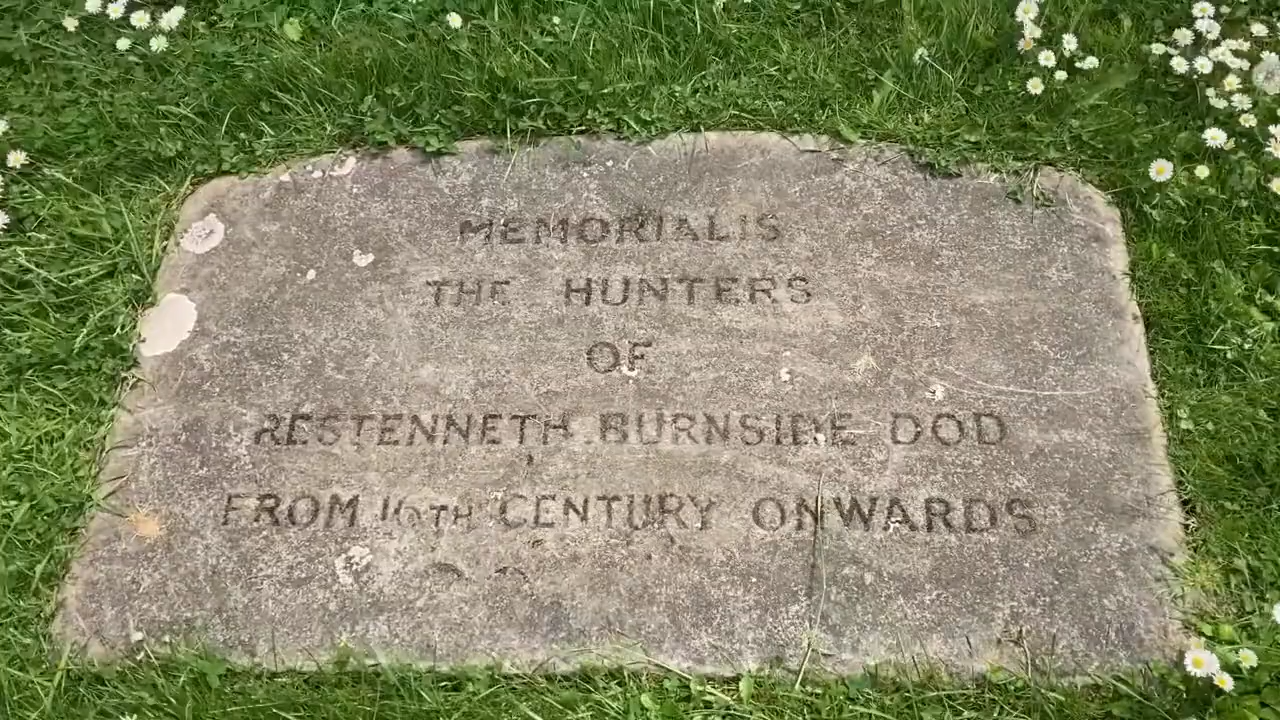 MEMORIALIS
THE HUNTERS
OF
RESTENNETH BURNSIDE DOD
FROM 16TH CENTURY ONWARDS